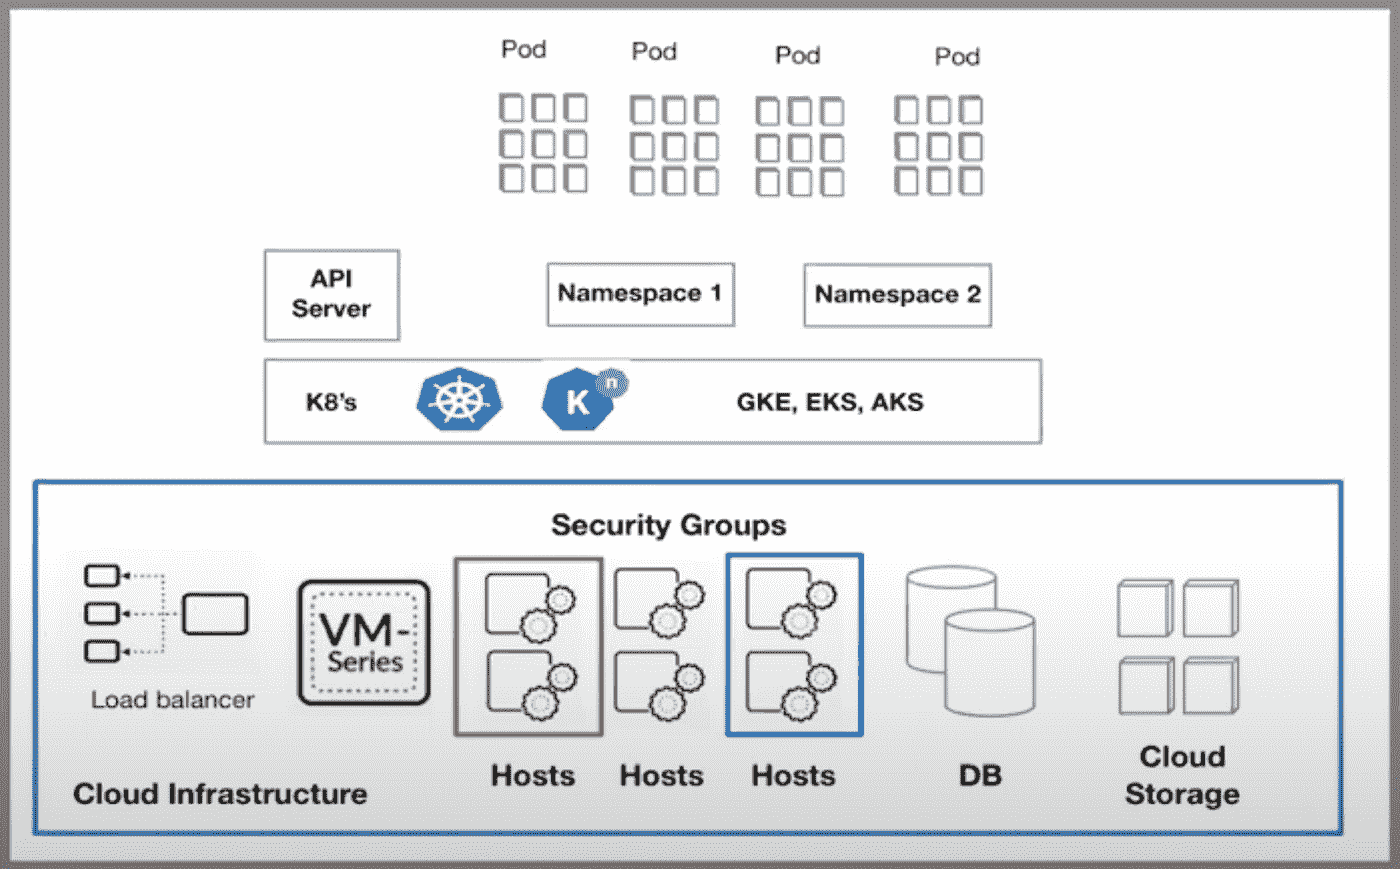 Pod
Pod
Pod
Pod
API
Server
Namespace 1
Namespace 2
K8's
K
n
GKE, EKS, AKS
Security Groups
VM-
Series
Load balancer
Cloud Infrastructure
Hosts
Hosts
Hosts
DB
Cloud
Storage